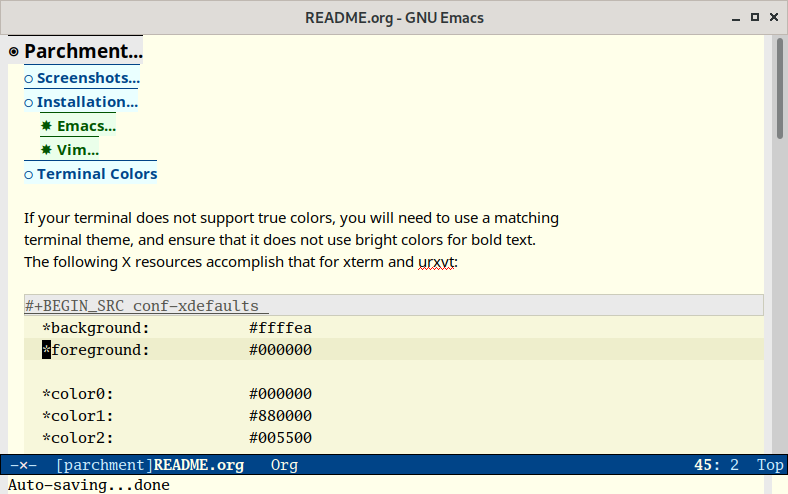 README.org - GNU Emacs
Parchment...
Screenshots...
Installation...
Emacs...
Vim...
Terminal Colors
If your terminal does not support true colors, you will need to use a matching
terminal theme, and ensure that it does not use bright colors for bold text.
The following X resources accomplish that for xterm and urxvt:
#+BEGIN_SRC conf-xdefaults
*background: #ffffea
*foreground: #000000
*color0: #000000
*color1: #880000
*color2: #005500
-×- [parchment]README.org Org 45: 2 Top
Auto-saving...done